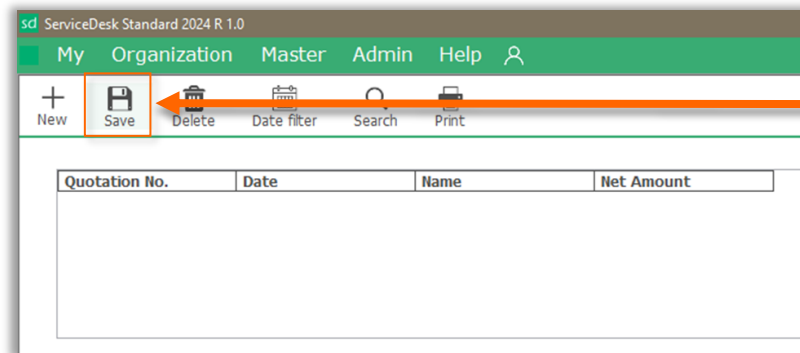 sd ServiceDesk Standard 2024 R 1.0
My Organization Master Admin Help
New Save Delete Date filter Search Print
Quotation No. Date Name Net Amount